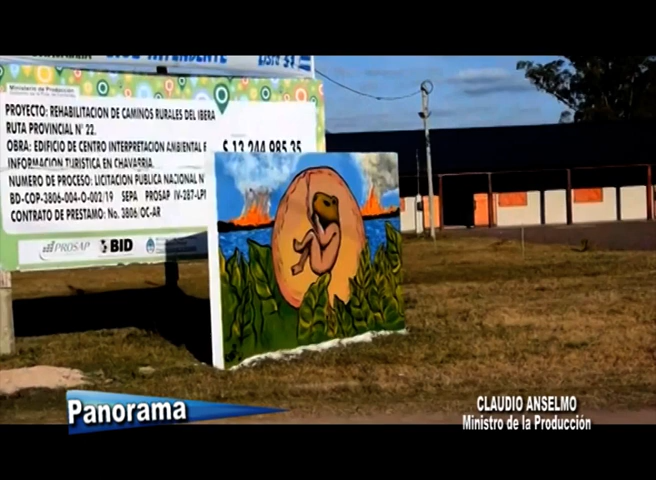 INTENDENTE
Ministerio de Producción
PROYECTO: REHABILITACION DE CAMINOS RURALES DEL IBERA
RUTA PROVINCIAL N° 22.
OBRA: EDIFICIO DE CENTRO INTERPRETACION AMBIENTAL E
INFORMACION TURISTICA EN CHAVARRIA.
$ 13.244.985,35
NUMERO DE PROCESO: LICITACION PUBLICA NACIONAL N°
BD-COP-3806-004-O-002/19 SEPA PROSAP IV-287-LP
CONTRATO DE PRESTAMO: No. 3806/OC-AR
PROSAP BID
Panorama
CLAUDIO ANSELMO
Ministro de la Producción